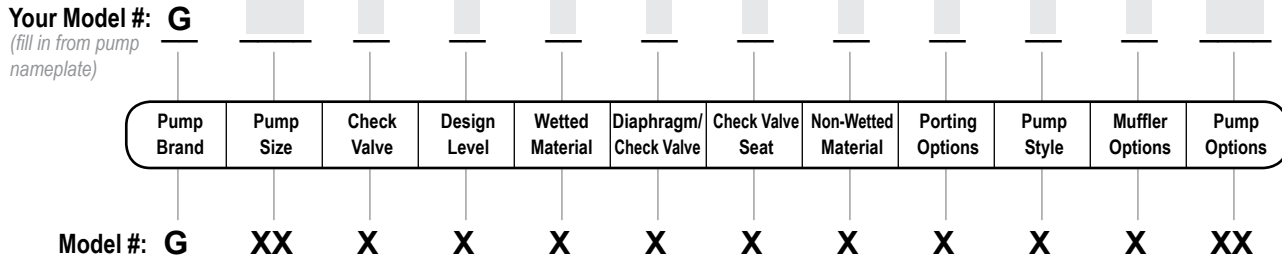 Your Model #: G
(fill in from pump
nameplate)
Pump Brand
Pump Size
Check Valve
Design Level
Wetted Material
Diaphragm/ Check Valve
Check Valve Seat
Non-Wetted Material
Porting Options
Pump Style
Muffler Options
Pump Options
Model #: G XX X X X X X X X X X XX